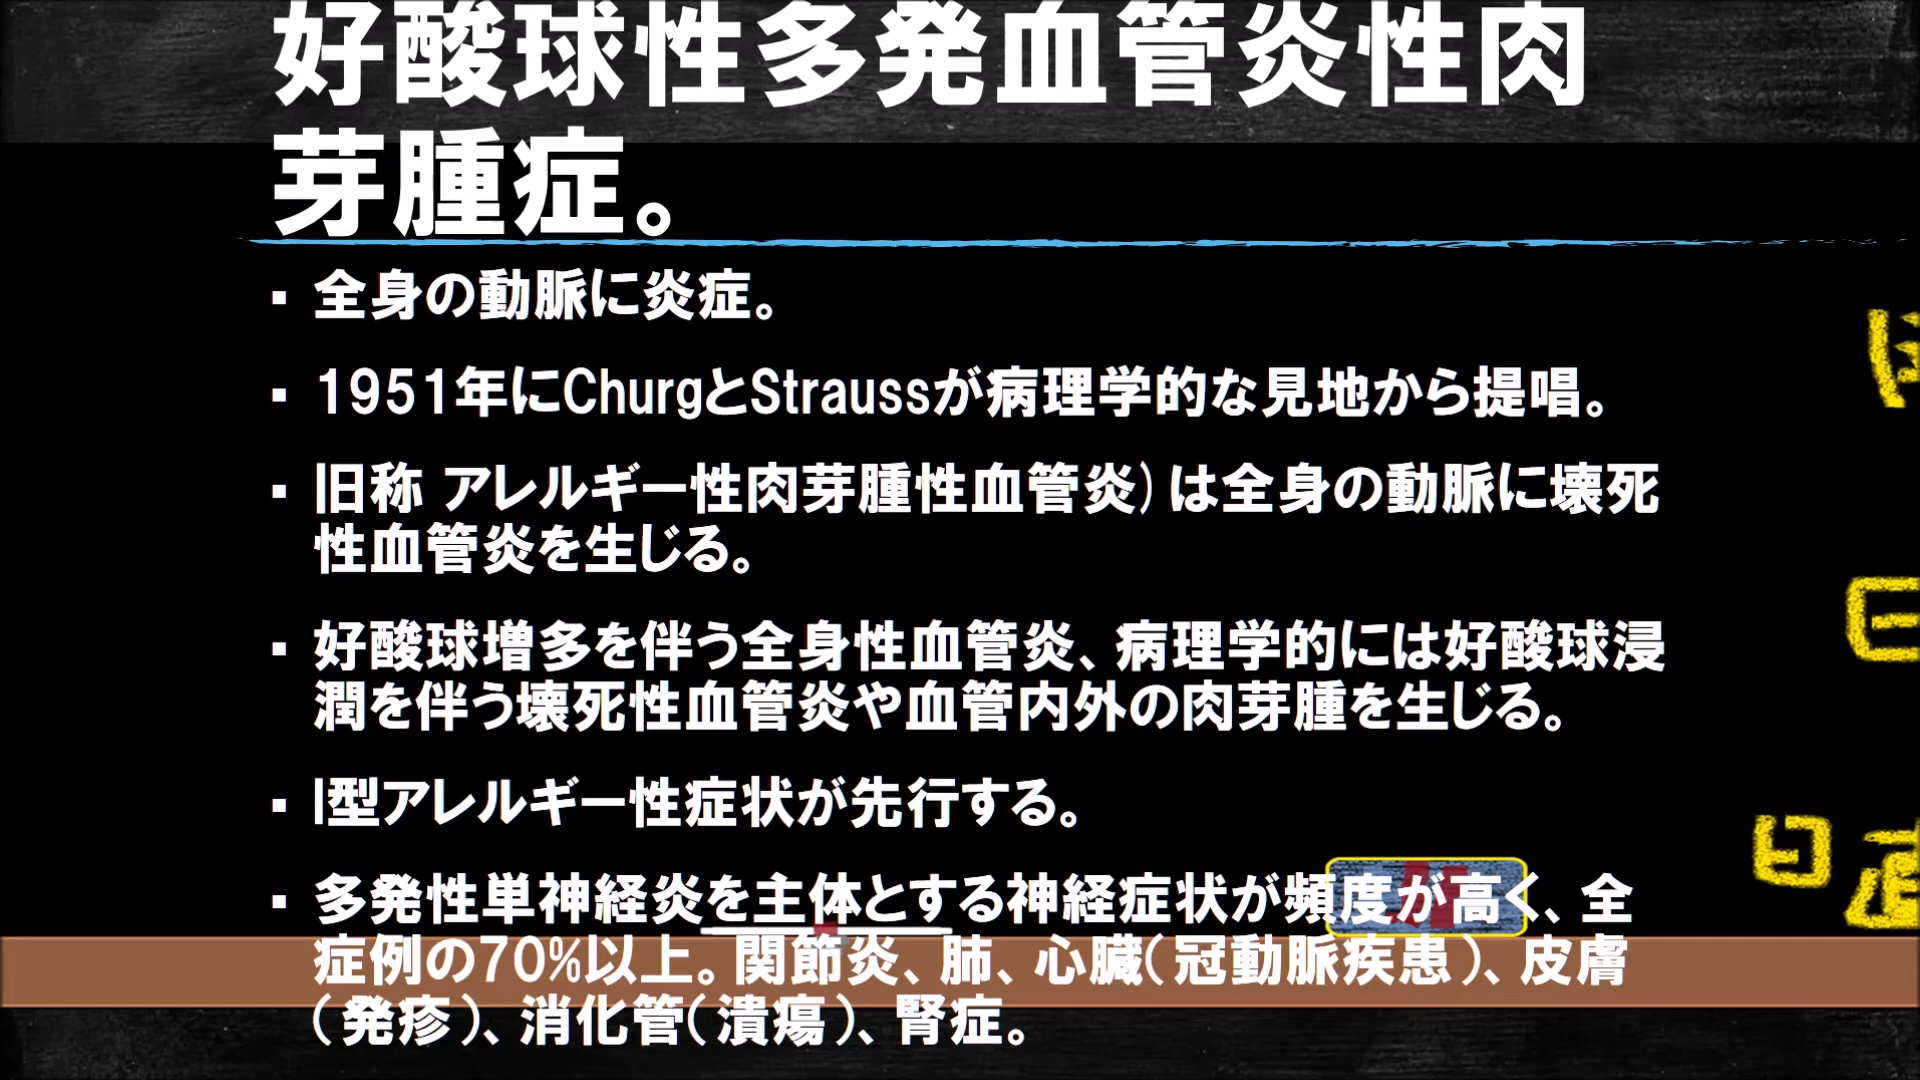 好酸球性多発血管炎性肉
芽腫症。
▪ 全身の動脈に炎症。
▪ 1951年にChurgとStraussが病理学的な見地から提唱。
▪ 旧称 アレルギー性肉芽腫性血管炎)は全身の動脈に壊死
性血管炎を生じる。
▪ 好酸球増多を伴う全身性血管炎、病理学的には好酸球浸
潤を伴う壊死性血管炎や血管内外の肉芽腫を生じる。
▪ I型アレルギー性症状が先行する。
▪ 多発性単神経炎を主体とする神経症状が頻度が高く、全
症例の70%以上。関節炎、肺、心臓(冠動脈疾患)、皮膚
(発疹)、消化管(潰瘍)、腎症。